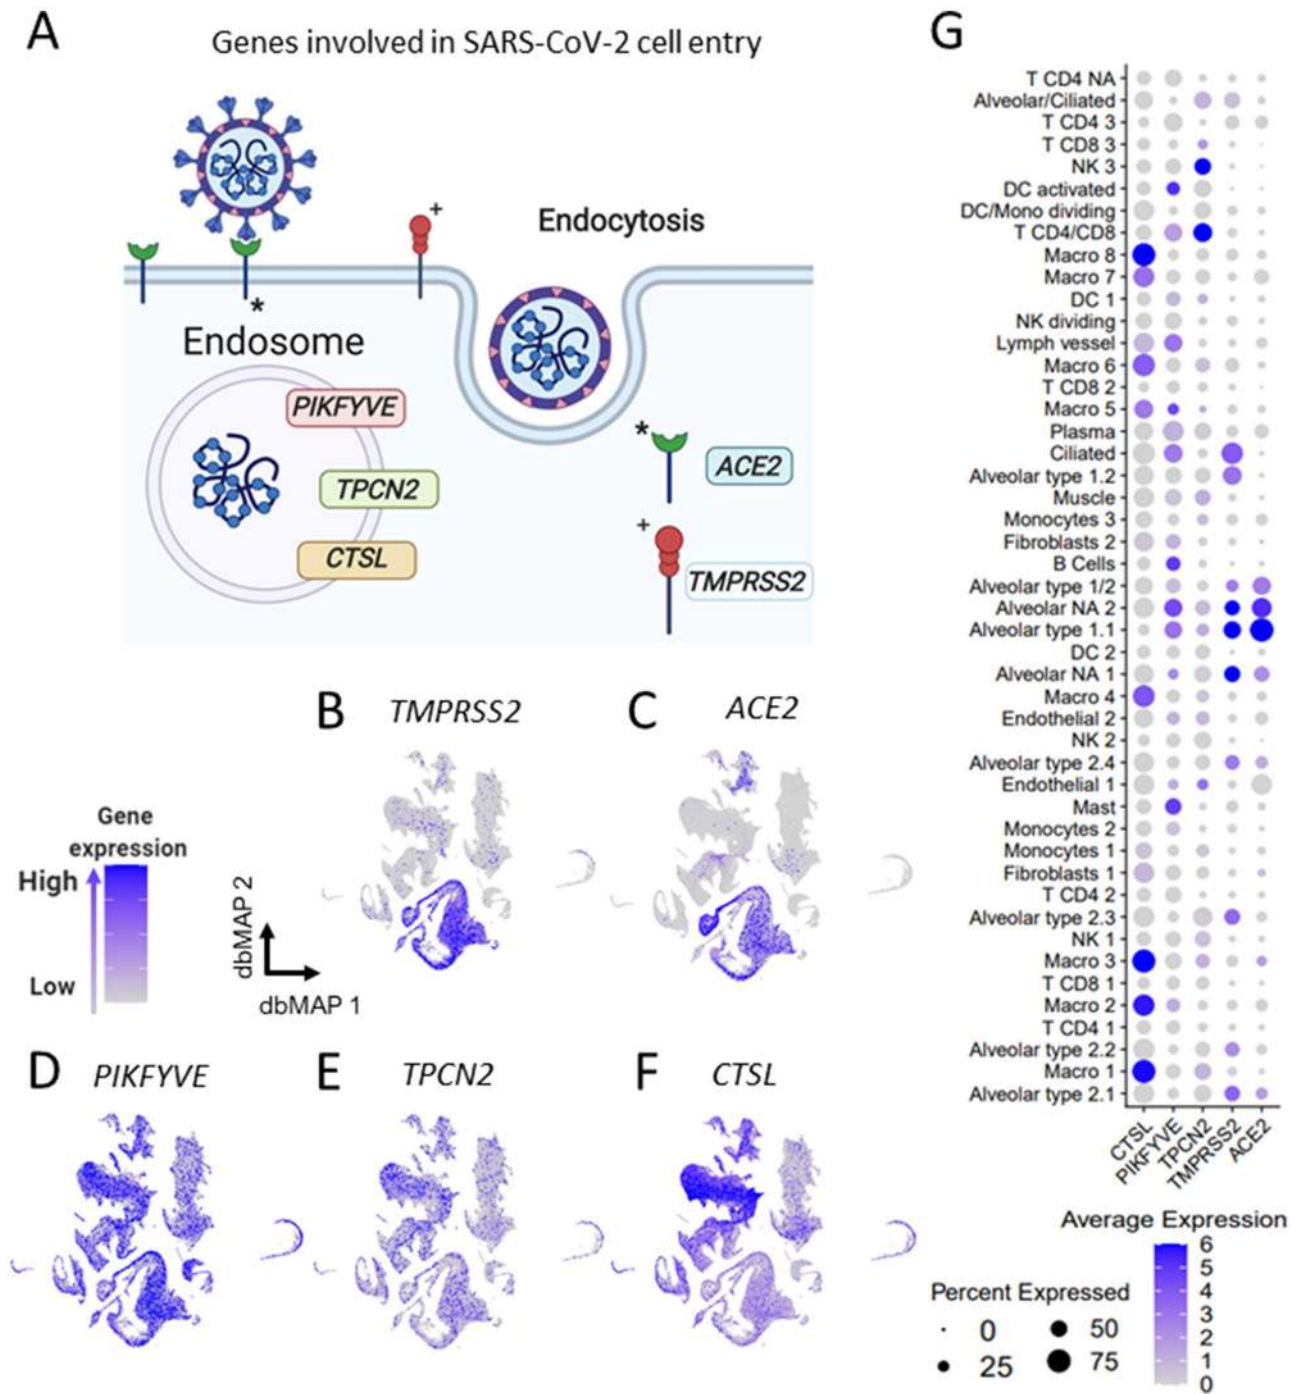 A
Genes involved in SARS-CoV-2 cell entry
+
Endocytosis
*
Endosome
PIKFYVE
TPCN2
CTSL
*
ACE2
+
TMPRSS2
B
TMPRSS2
C
ACE2
Gene
expression
High
Low
dbMAP 2
dbMAP 1
D
PIKFYVE
E
TPCN2
F
CTSL
G
T CD4 NA
Alveolar/Ciliated
T CD4 3
T CD8 3
NK 3
DC activated
DC/Mono dividing
T CD4/CD8
Macro 8
Macro 7
DC 1
NK dividing
Lymph vessel
Macro 6
T CD8 2
Macro 5
Plasma
Ciliated
Alveolar type 1.2
Muscle
Monocytes 3
Fibroblasts 2
B Cells
Alveolar type 1/2
Alveolar NA 2
Alveolar type 1.1
DC 2
Alveolar NA 1
Macro 4
Endothelial 2
NK 2
Alveolar type 2.4
Endothelial 1
Mast
Monocytes 2
Monocytes 1
Fibroblasts 1
T CD4 2
Alveolar type 2.3
NK 1
Macro 3
T CD8 1
Macro 2
T CD4 1
Alveolar type 2.2
Macro 1
Alveolar type 2.1
CTSL
PIKFYVE
TPCN2
TMPRSS2
ACE2
Average Expression
6
5
4
3
2
1
0
Percent Expressed
0
50
25
75